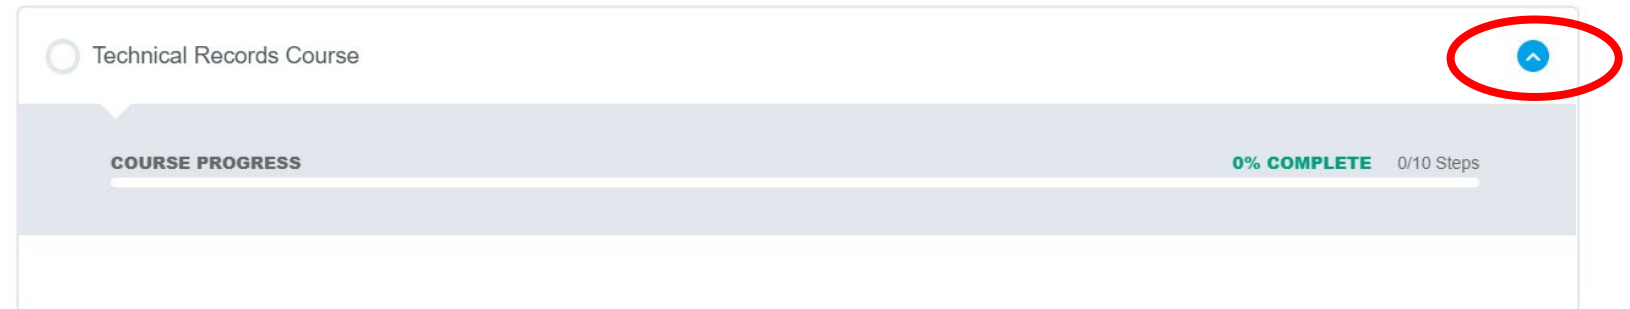 Technical Records Course
COURSE PROGRESS 0% COMPLETE 0/10 Steps